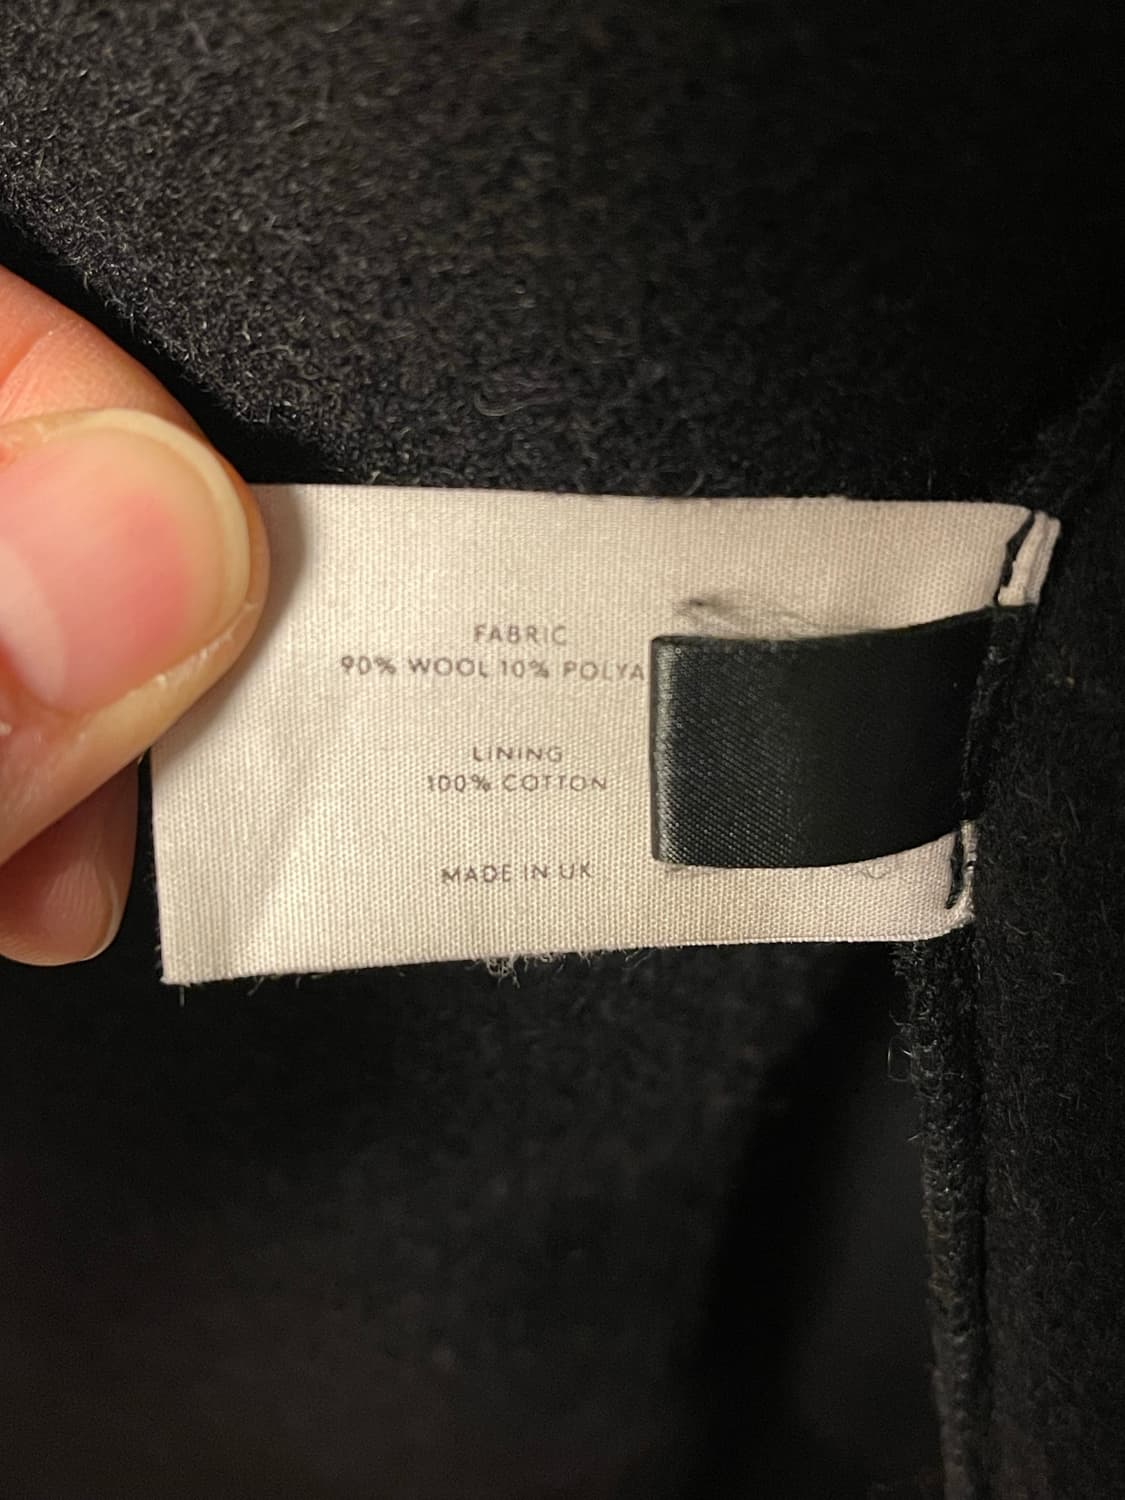 FABRIC
90% WOOL 10% POLYA
LINING
100% COTTON
MADE IN UK